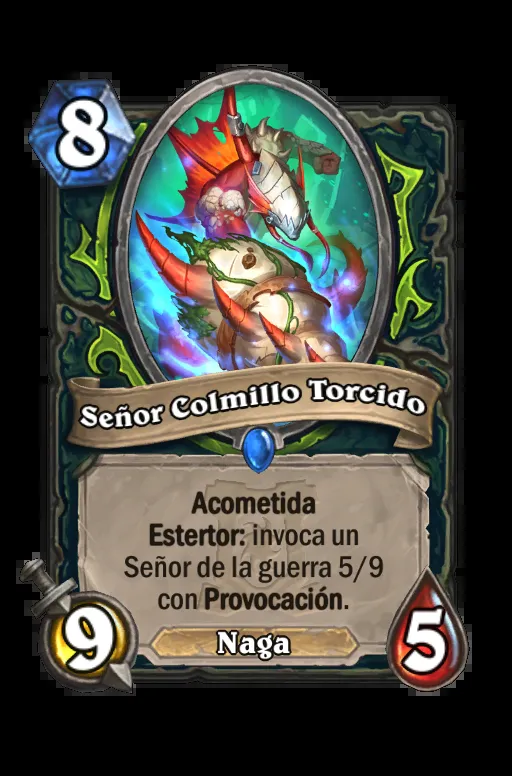 8
Señor Colmillo Torcido
Acometida
Estertor: invoca un
Señor de la guerra 5/9
con Provocación.
9
Naga
5